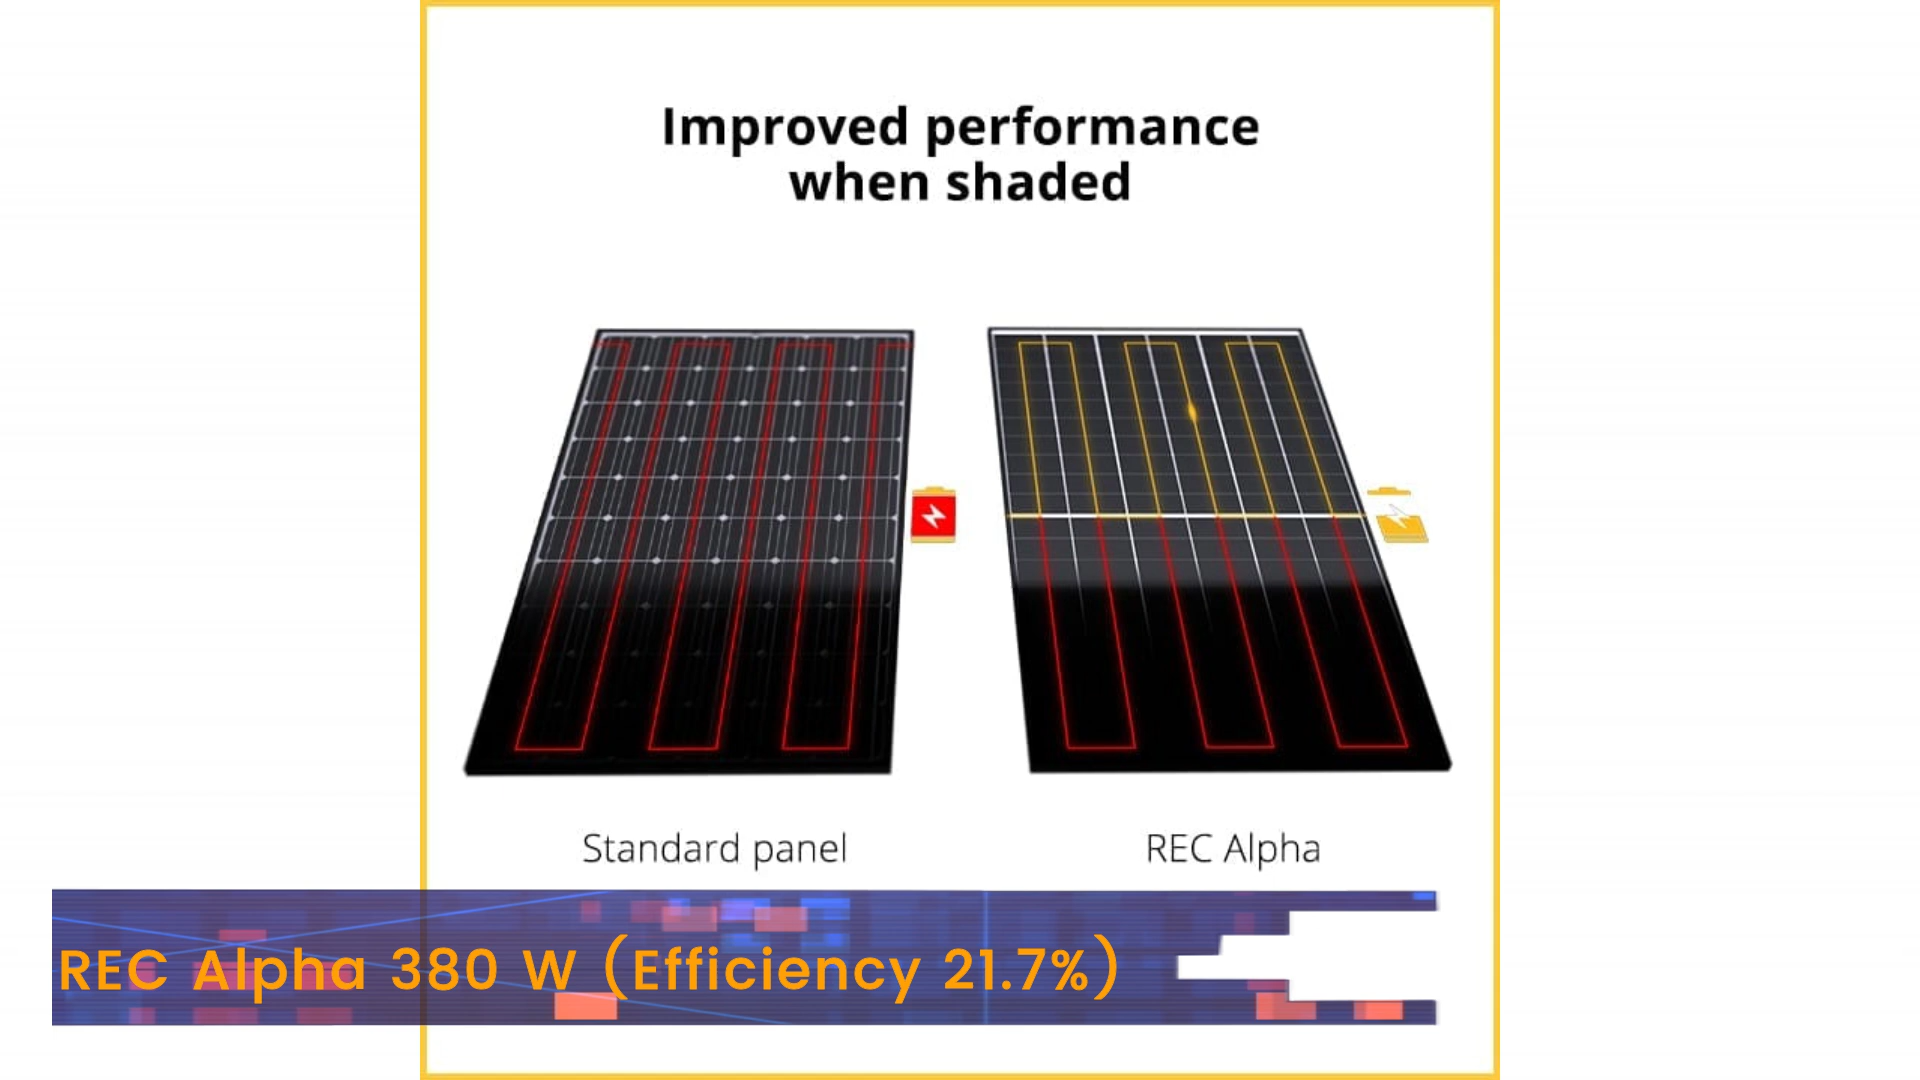 Improved performance
when shaded
Standard panel
REC Alpha
REC Alpha 380 W (Efficiency 21.7%)